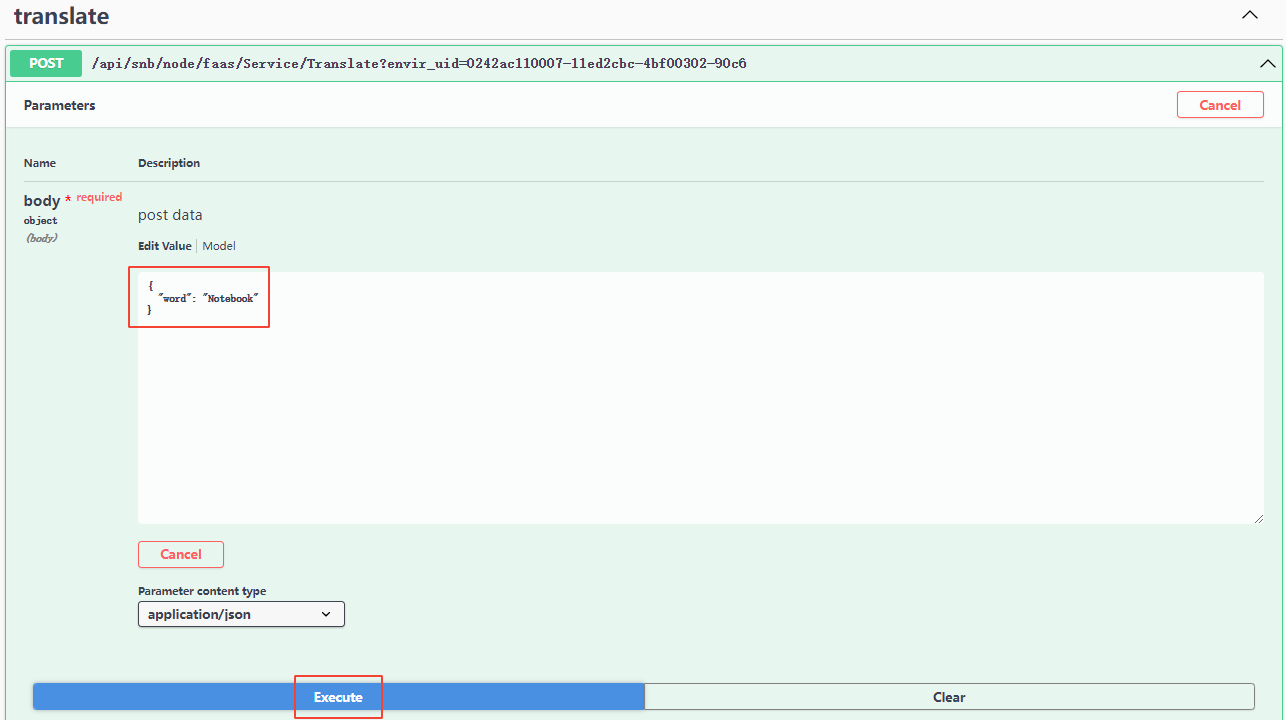 translate
POST /api/snb/node/faas/Service/Translate?envir_uid=0242ac110007-11ed2cbc-4bf00302-90c6
Parameters Cancel
Name Description
body * required
object
(body)
post data
Edit Value Model
{
"word": "Notebook"
}
Cancel
Parameter content type
application/json
Execute Clear